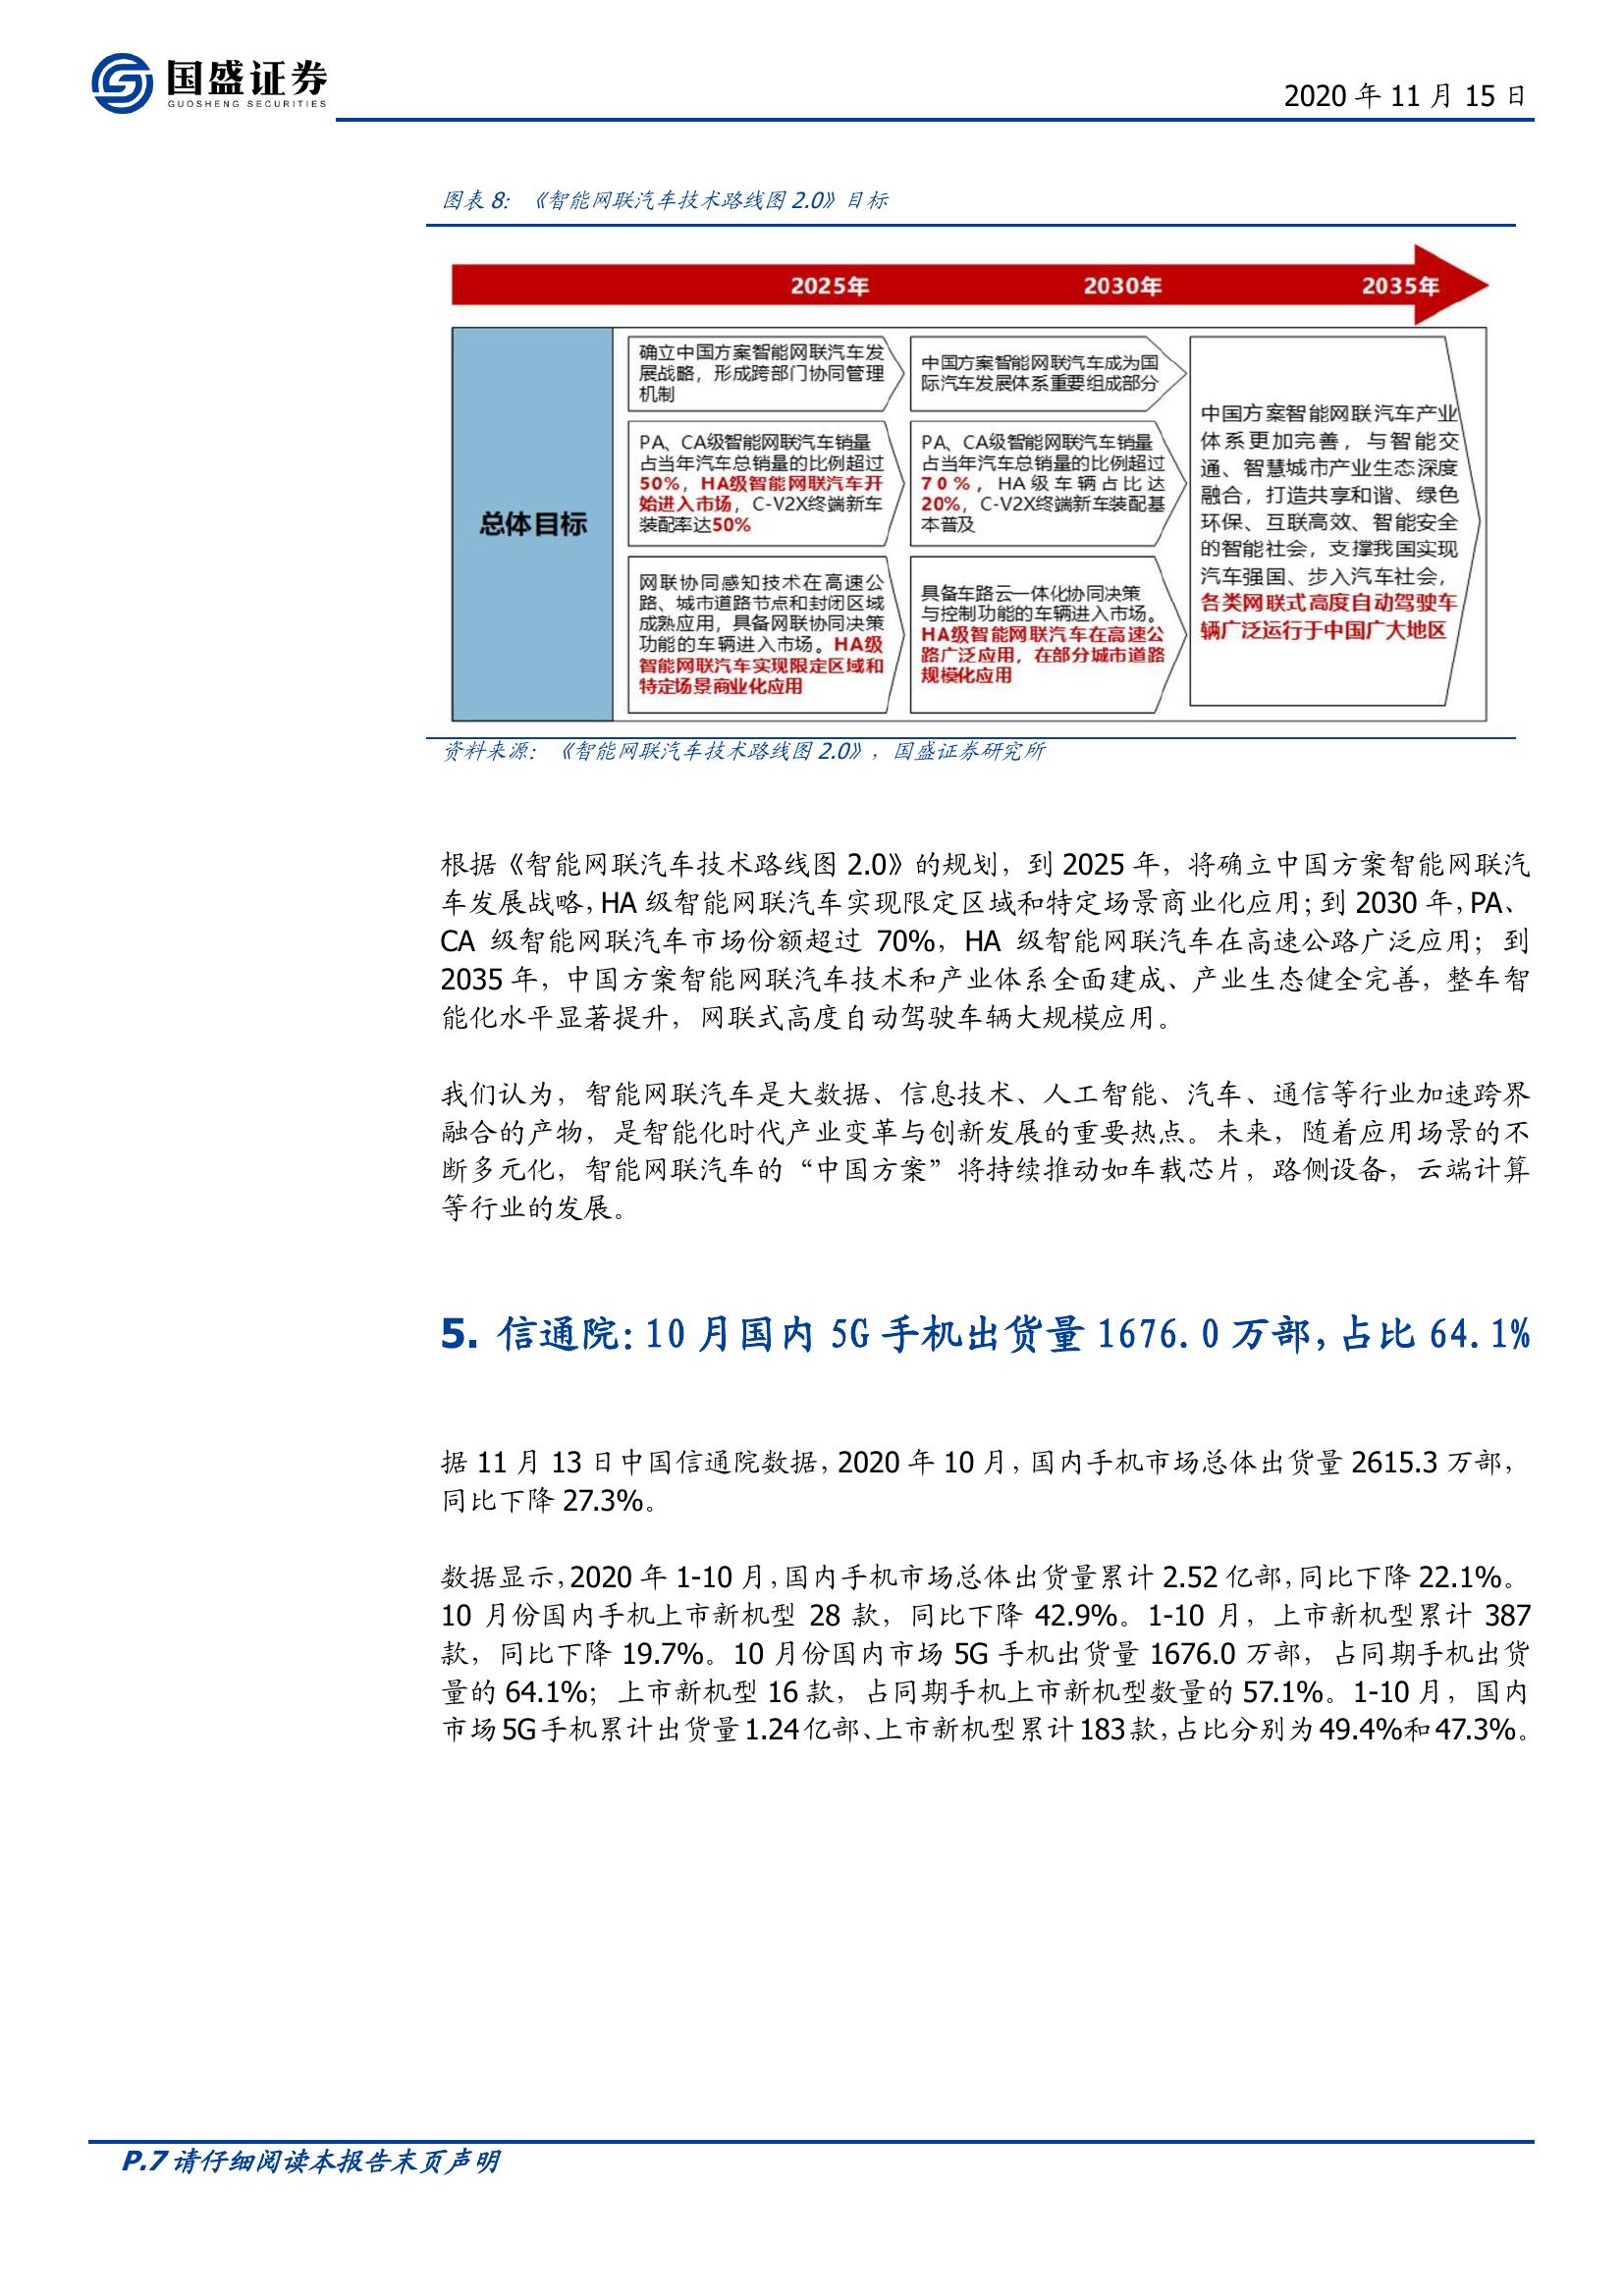 国盛证券
GUOSHENG SECURITIES
2020 年 11 月 15 日
图表 8：《智能网联汽车技术路线图 2.0》目标
2025年
2030年
2035年
总体目标
确立中国方案智能网联汽车发
展战略，形成跨部门协同管理
机制
PA、CA级智能网联汽车销量
占当年汽车总销量的比例超过
50%，HA级智能网联汽车开
始进入市场，C-V2X终端新车
装配率达50%
网联协同感知技术在高速公
路、城市道路节点和封闭区域
成熟应用，具备网联协同决策
功能的车辆进入市场。HA级
智能网联汽车实现限定区域和
特定场景商业化应用
中国方案智能网联汽车成为国
际汽车发展体系重要组成部分
PA、CA级智能网联汽车销量
占当年汽车总销量的比例超过
70%，HA级车辆占比达
20%，C-V2X终端新车装配基
本普及
具备车路云一体化协同决策
与控制功能的车辆进入市场。
HA级智能网联汽车在高速公
路广泛应用，在部分城市道路
规模化应用
中国方案智能网联汽车产业
体系更加完善，与智能交
通、智慧城市产业生态深度
融合，打造共享和谐、绿色
环保、互联高效、智能安全
的智能社会，支撑我国实现
汽车强国、步入汽车社会，
各类网联式高度自动驾驶车
辆广泛运行于中国广大地区
资料来源：《智能网联汽车技术路线图 2.0》，国盛证券研究所
根据《智能网联汽车技术路线图 2.0》的规划，到 2025 年，将确立中国方案智能网联汽
车发展战略，HA 级智能网联汽车实现限定区域和特定场景商业化应用；到 2030 年，PA、
CA 级智能网联汽车市场份额超过 70%，HA 级智能网联汽车在高速公路广泛应用；到
2035 年，中国方案智能网联汽车技术和产业体系全面建成、产业生态健全完善，整车智
能化水平显著提升，网联式高度自动驾驶车辆大规模应用。
我们认为，智能网联汽车是大数据、信息技术、人工智能、汽车、通信等行业加速跨界
融合的产物，是智能化时代产业变革与创新发展的重要热点。未来，随着应用场景的不
断多元化，智能网联汽车的“中国方案”将持续推动如车载芯片，路侧设备，云端计算
等行业的发展。
5. 信通院：10 月国内 5G 手机出货量 1676.0 万部，占比 64.1%
据 11 月 13 日中国信通院数据，2020 年 10 月，国内手机市场总体出货量 2615.3 万部，
同比下降 27.3%。
数据显示，2020 年 1-10 月，国内手机市场总体出货量累计 2.52 亿部，同比下降 22.1%。
10 月份国内手机上市新机型 28 款，同比下降 42.9%。1-10 月，上市新机型累计 387
款，同比下降 19.7%。10 月份国内市场 5G 手机出货量 1676.0 万部，占同期手机出货
量的 64.1%；上市新机型 16 款，占同期手机上市新机型数量的 57.1%。1-10 月，国内
市场 5G 手机累计出货量 1.24 亿部、上市新机型累计 183 款，占比分别为 49.4%和 47.3%。
P.7 请仔细阅读本报告末页声明